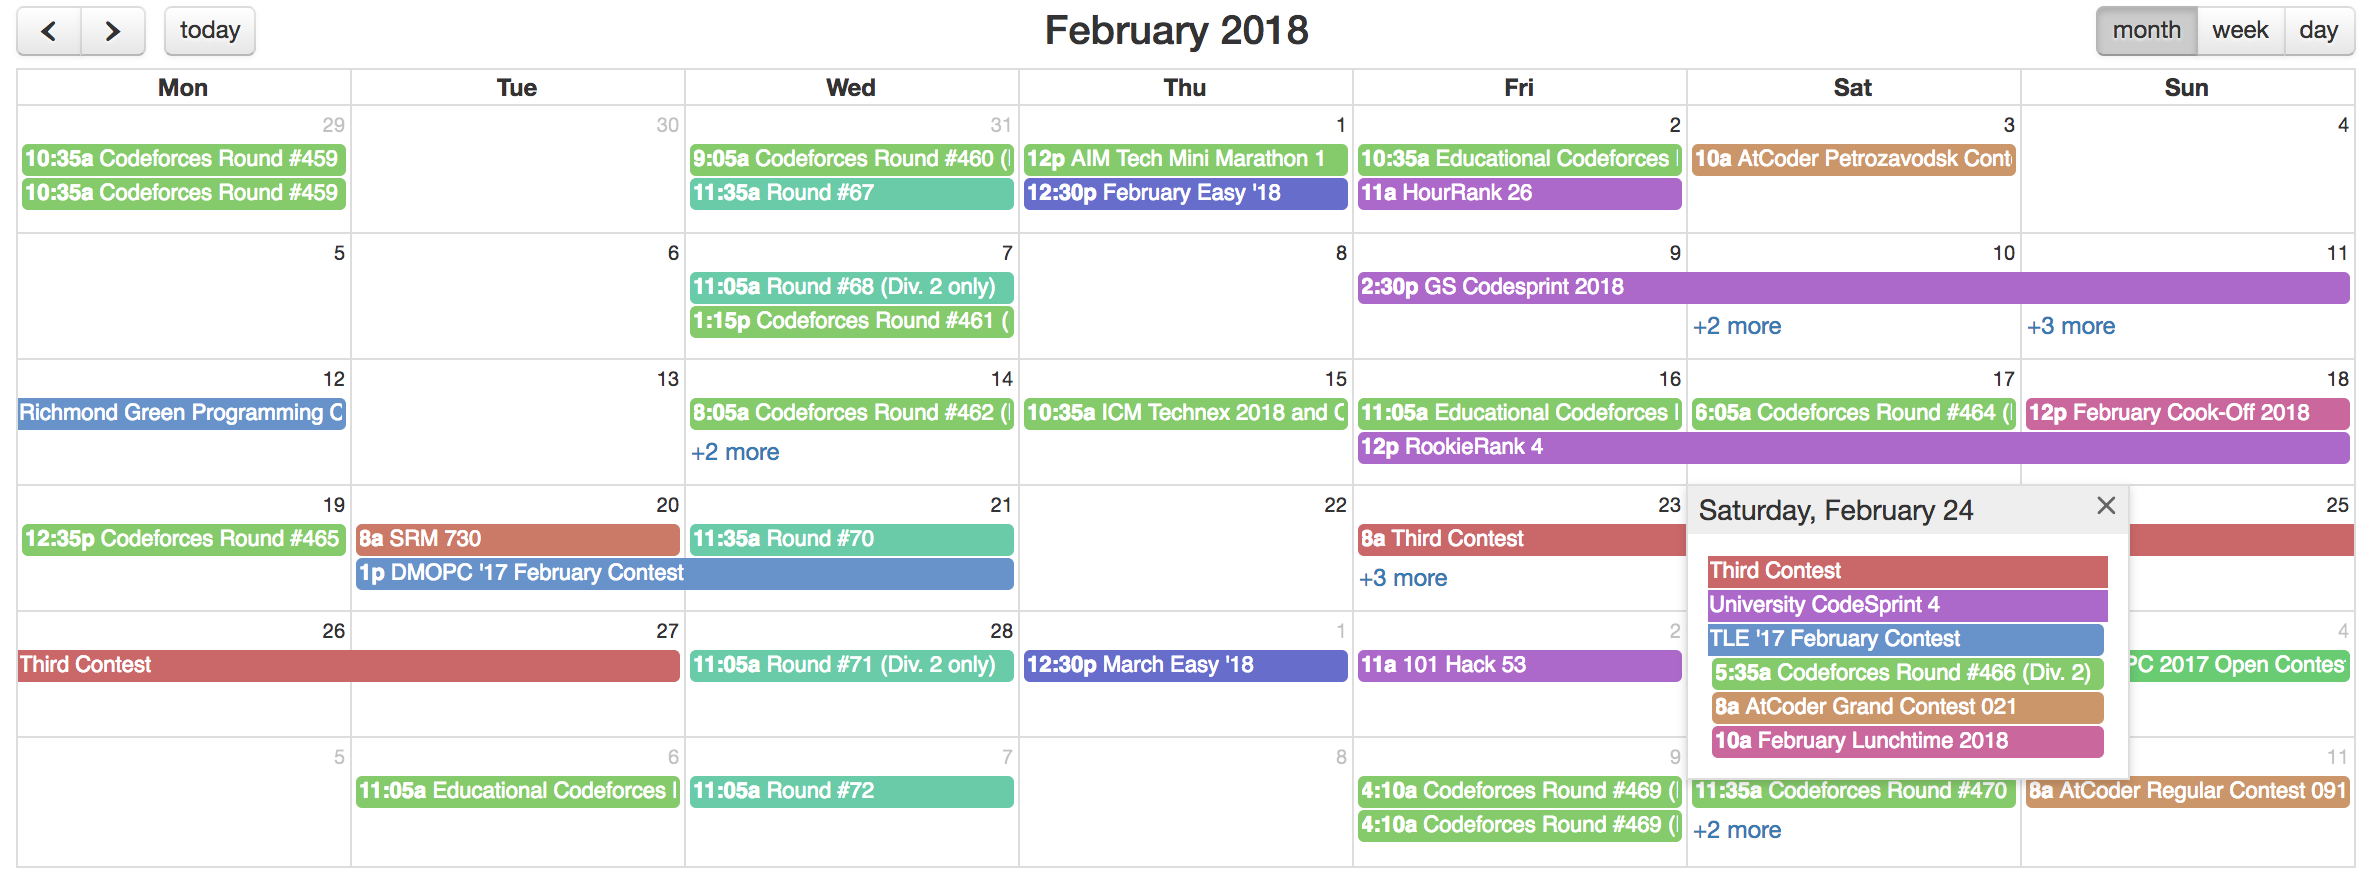 today
February 2018
month week day
Mon Tue Wed Thu Fri Sat Sun
29 30 31 1 2 3 4
10:35a Codeforces Round #459
10:35a Codeforces Round #459
9:05a Codeforces Round #460 (
11:35a Round #67
12p AIM Tech Mini Marathon 1
12:30p February Easy '18
10:35a Educational Codeforces
11a HourRank 26
10a AtCoder Petrozavodsk Cont
5 6 7 8 9 10 11
11:05a Round #68 (Div. 2 only)
1:15p Codeforces Round #461 (
2:30p GS Codesprint 2018
+2 more
+3 more
12 13 14 15 16 17 18
Richmond Green Programming C
8:05a Codeforces Round #462 (
+2 more
10:35a ICM Technex 2018 and C
11:05a Educational Codeforces
12p RookieRank 4
6:05a Codeforces Round #464 (
12p February Cook-Off 2018
19 20 21 22 23 25
12:35p Codeforces Round #465
8a SRM 730
1p DMOPC '17 February Contest
11:35a Round #70
8a Third Contest
+3 more
Saturday, February 24
Third Contest
University CodeSprint 4
TLE '17 February Contest
5:35a Codeforces Round #466 (Div. 2)
8a AtCoder Grand Contest 021
10a February Lunchtime 2018
26 27 28 1 2 4
Third Contest
11:05a Round #71 (Div. 2 only)
12:30p March Easy '18
11a 101 Hack 53
PC 2017 Open Contes
5 6 7 8 9 11
11:05a Educational Codeforces
11:05a Round #72
4:10a Codeforces Round #469 (
4:10a Codeforces Round #469 (
11:35a Codeforces Round #470
+2 more
8a AtCoder Regular Contest 091